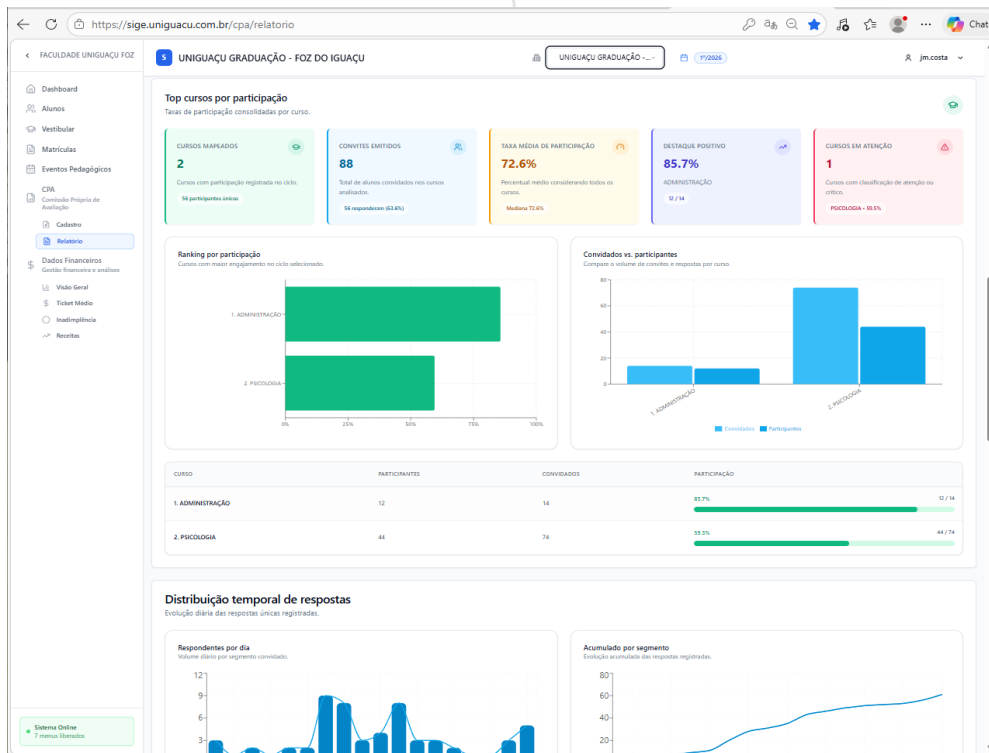 https://sige.uniguacu.com.br/cpa/relatorio
Chat
FACULDADE UNIGUAÇU FOZ
S UNIGUAÇU GRADUAÇÃO - FOZ DO IGUAÇU
UNIGUAÇU GRADUAÇÃO -...
1º/2026
jm.costa
Dashboard
Alunos
Vestibular
Matrículas
Eventos Pedagógicos
CPA
Comissão Própria de
Avaliação
Cadastro
Relatório
Dados Financeiros
Gestão financeira e análises
Visão Geral
$ Ticket Médio
Inadimplência
Receitas
Sistema Online
7 menus liberados
Top cursos por participação
Taxas de participação consolidadas por curso.
CURSOS MAPEADOS
2
Cursos com participação registrada no ciclo.
56 participantes únicos
CONVITES EMITIDOS
88
Total de alunos convidados nos cursos
analisados.
56 responderam (63.6%)
TAXA MÉDIA DE PARTICIPAÇÃO
72.6%
Percentual médio considerando todos os
cursos.
Mediana 72.6%
DESTAQUE POSITIVO
85.7%
ADMINISTRAÇÃO
12 / 14
CURSOS EM ATENÇÃO
1
Cursos com classificação de atenção ou
crítico.
PSICOLOGIA • 59.5%
Ranking por participação
Cursos com maior engajamento no ciclo selecionado.
1. ADMINISTRAÇÃO
2. PSICOLOGIA
0% 25% 50% 75% 100%
Convidados vs. participantes
Compare o volume de convites e respostas por curso.
80
60
40
20
0
1. ADMINISTRAÇÃO
2. PSICOLOGIA
Convidados Participantes
CURSO PARTICIPANTES CONVIDADOS PARTICIPAÇÃO
1. ADMINISTRAÇÃO 12 14 85.7% 12 / 14
2. PSICOLOGIA 44 74 59.5% 44 / 74
Distribuição temporal de respostas
Evolução diária das respostas únicas registradas.
Respondentes por dia
Volume diário por segmento convidado.
12
9
6
3
Acumulado por segmento
Evolução acumulada das respostas registradas.
80
60
40
20